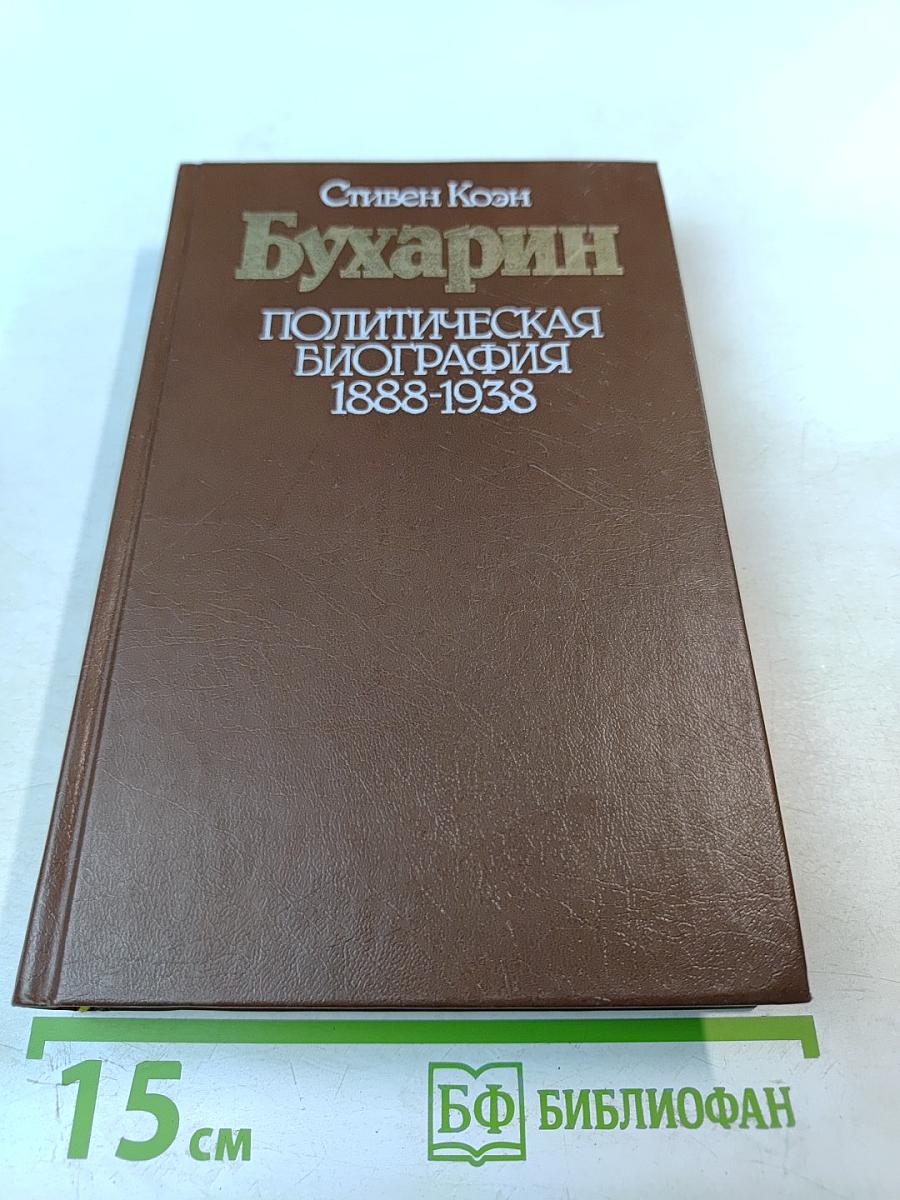 Стивен Коэн
Бухарин
ПОЛИТИЧЕСКАЯ
БИОГРАФИЯ
1888-1938
15 см
БФ БИБЛИОФАН